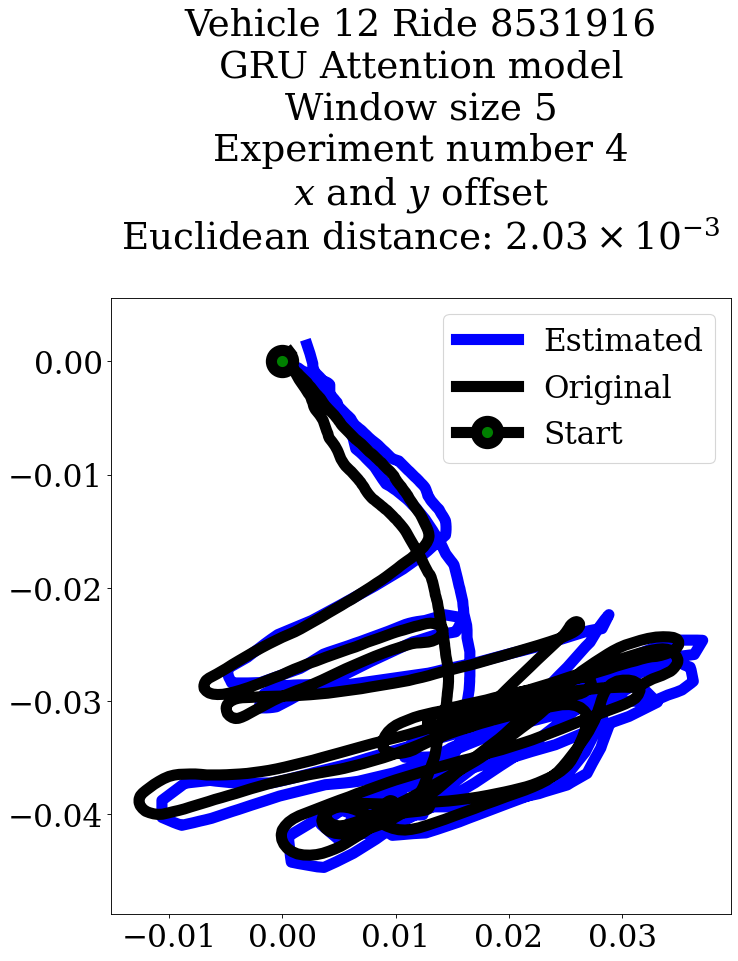 Vehicle 12 Ride 8531916
GRU Attention model
Window size 5
Experiment number 4
x and y offset
Euclidean distance: 2.03 × 10⁻³
Estimated
Original
Start
0.00
−0.01
−0.02
−0.03
−0.04
−0.01 0.00 0.01 0.02 0.03